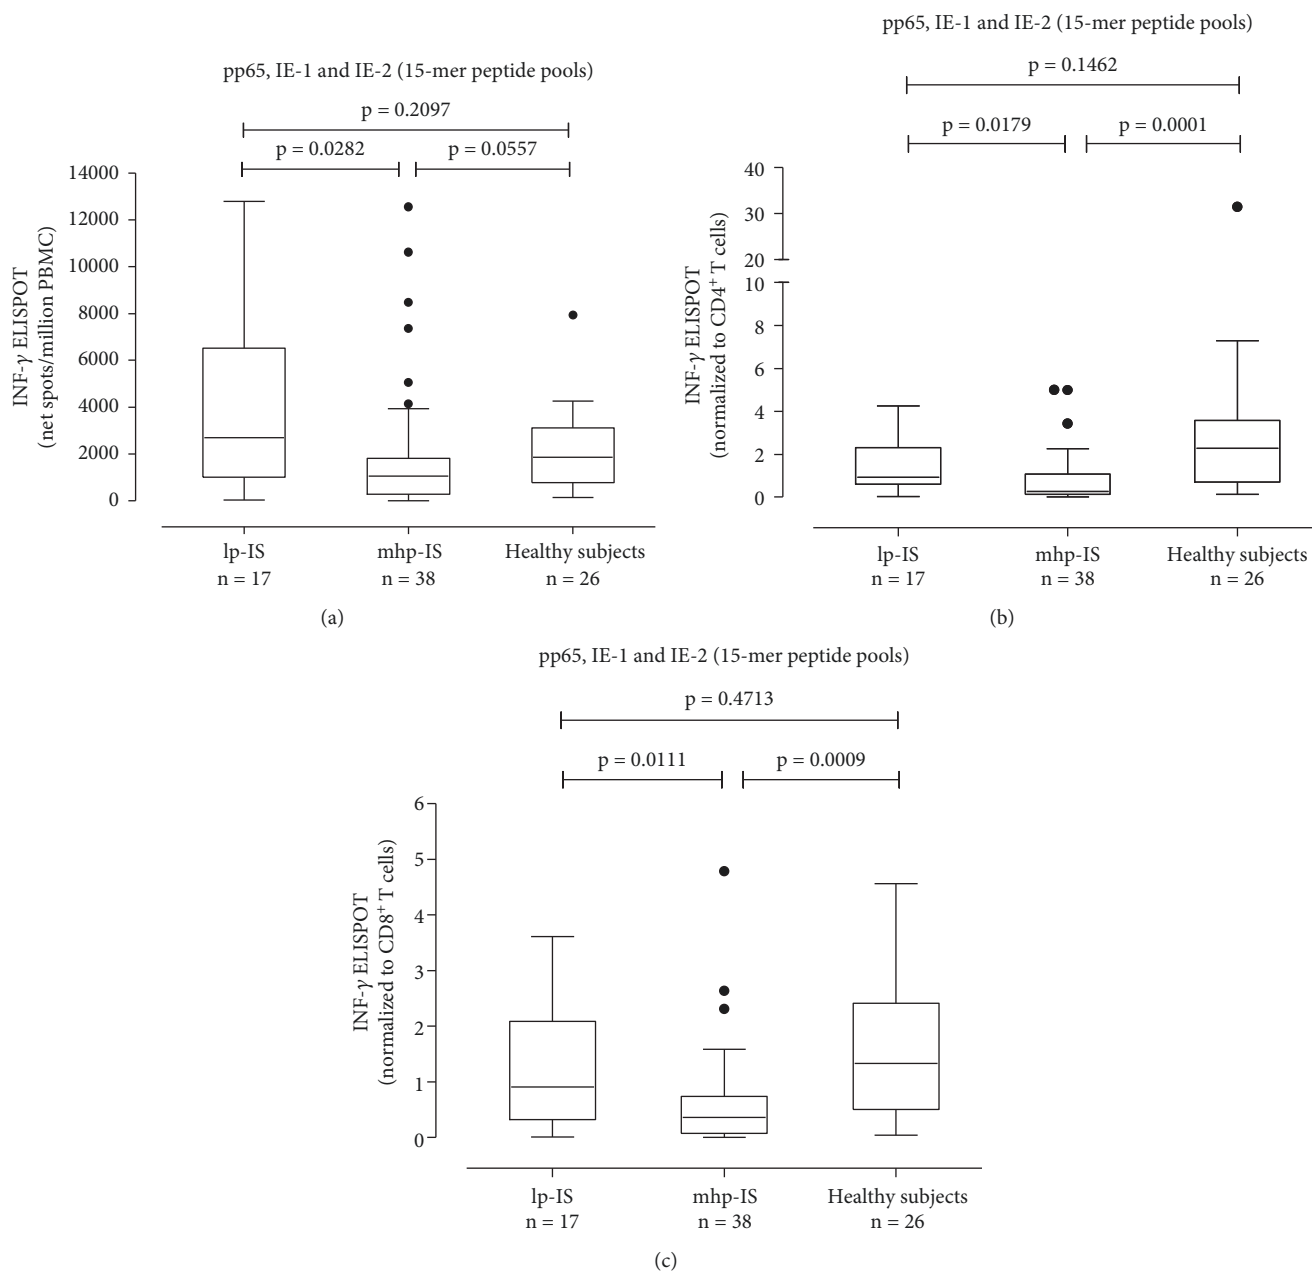 pp65, IE-1 and IE-2 (15-mer peptide pools)
p = 0.2097
p = 0.0282
p = 0.0557
14000
12000
10000
8000
6000
4000
2000
0
INF-γ ELISPOT
(net spots/million PBMC)
lp-IS
n = 17
mhp-IS
n = 38
Healthy subjects
n = 26
(a)
pp65, IE-1 and IE-2 (15-mer peptide pools)
p = 0.1462
p = 0.0179
p = 0.0001
40
30
20
10
8
6
4
2
0
INF-γ ELISPOT
(normalized to CD4⁺ T cells)
lp-IS
n = 17
mhp-IS
n = 38
Healthy subjects
n = 26
(b)
pp65, IE-1 and IE-2 (15-mer peptide pools)
p = 0.4713
p = 0.0111
p = 0.0009
6
5
4
3
2
1
0
INF-γ ELISPOT
(normalized to CD8⁺ T cells)
lp-IS
n = 17
mhp-IS
n = 38
Healthy subjects
n = 26
(c)